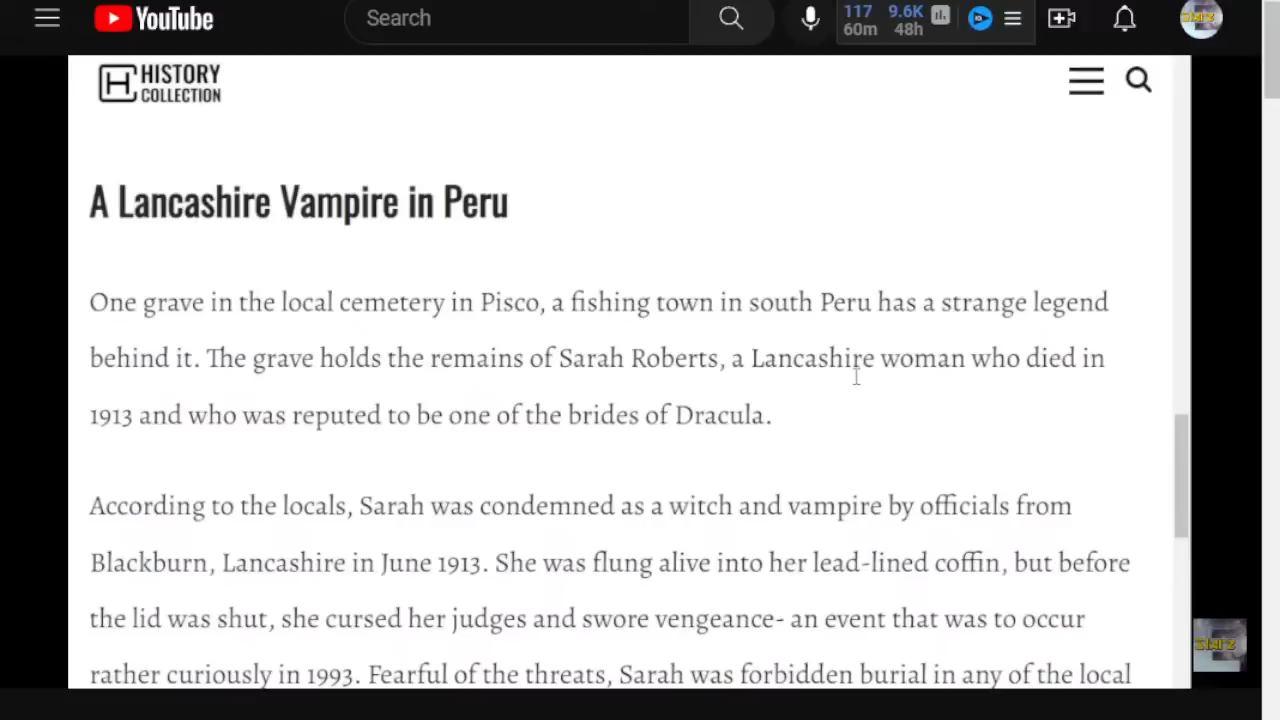 YouTube
Search
117 9.6K
60m 48h
HISTORY
COLLECTION
A Lancashire Vampire in Peru
One grave in the local cemetery in Pisco, a fishing town in south Peru has a strange legend
behind it. The grave holds the remains of Sarah Roberts, a Lancashire woman who died in
1913 and who was reputed to be one of the brides of Dracula.
According to the locals, Sarah was condemned as a witch and vampire by officials from
Blackburn, Lancashire in June 1913. She was flung alive into her lead-lined coffin, but before
the lid was shut, she cursed her judges and swore vengeance- an event that was to occur
rather curiously in 1993. Fearful of the threats, Sarah was forbidden burial in any of the local